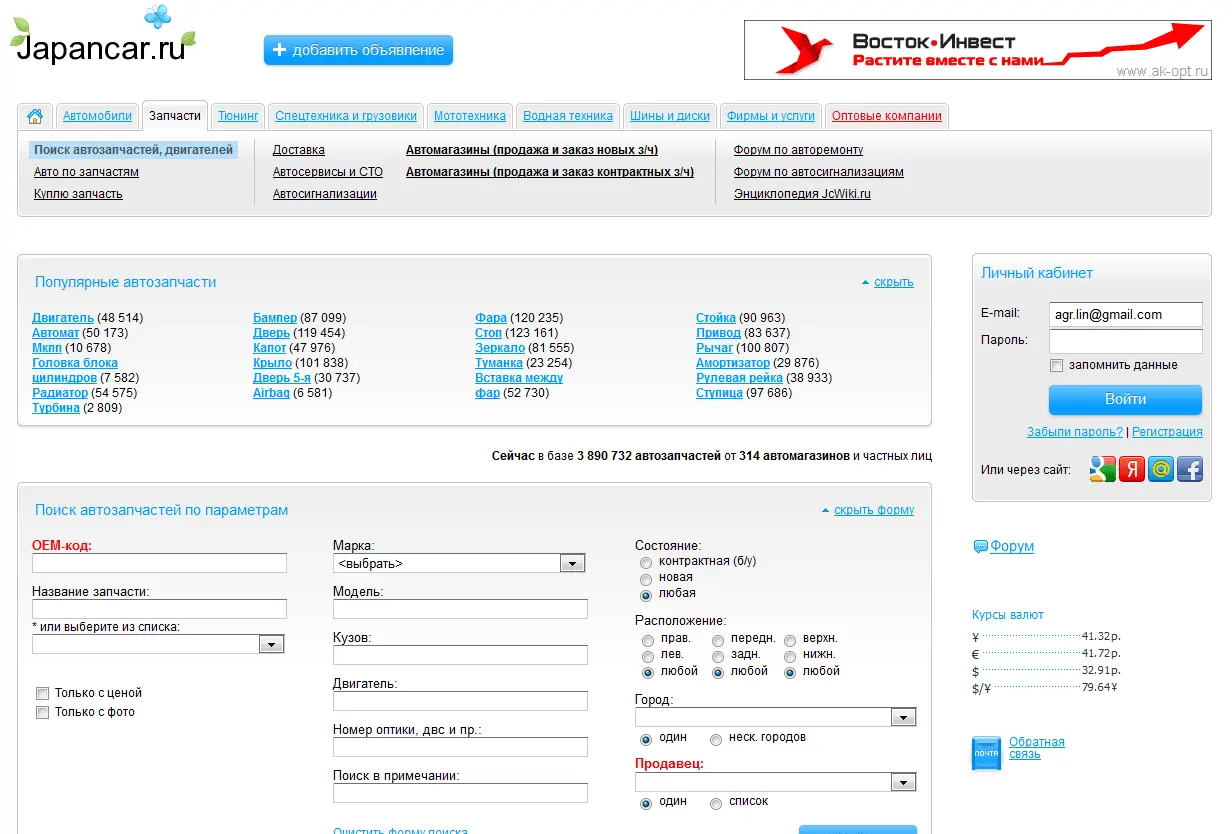 Japancar.ru
+ добавить объявление
Восток•Инвест
Растите вместе с нами
www.ak-opt.ru
Автомобили Запчасти Тюнинг Спецтехника и грузовики Мототехника Водная техника Шины и диски Фирмы и услуги Оптовые компании
Поиск автозапчастей, двигателей
Авто по запчастям
Куплю запчасть
Доставка
Автосервисы и СТО
Автосигнализации
Автомагазины (продажа и заказ новых з/ч)
Автомагазины (продажа и заказ контрактных з/ч)
Форум по авторемонту
Форум по автосигнализациям
Энциклопедия JcWiki.ru
Популярные автозапчасти
скрыть
Двигатель (48 514)
Автомат (50 173)
Мкпп (10 678)
Головка блока
цилиндров (7 582)
Радиатор (54 575)
Турбина (2 809)
Бампер (87 099)
Дверь (119 454)
Капот (47 976)
Крыло (101 838)
Дверь 5-я (30 737)
Airbag (6 581)
Фара (120 235)
Стоп (123 161)
Зеркало (81 555)
Туманка (23 254)
Вставка между
фар (52 730)
Стойка (90 963)
Привод (83 637)
Рычаг (100 807)
Амортизатор (29 876)
Рулевая рейка (38 933)
Ступица (97 686)
Сейчас в базе 3 890 732 автозапчастей от 314 автомагазинов и частных лиц
Поиск автозапчастей по параметрам
скрыть форму
OEM-код:
Название запчасти:
* или выберите из списка:
Только с ценой
Только с фото
Марка:
<выбрать>
Модель:
Кузов:
Двигатель:
Номер оптики, двс и пр.:
Поиск в примечании:
Очистить форму поиска
Состояние:
контрактная (б/у)
новая
любая
Расположение:
прав. передн. верхн.
лев. задн. нижн.
любой любой любой
Город:
один неск. городов
Продавец:
один список
Личный кабинет
E-mail: agr.lin@gmail.com
Пароль:
запомнить данные
Войти
Забыли пароль? | Регистрация
Или через сайт: Я @ f
Форум
Курсы валют
¥ 41.32р.
€ 41.72р.
$ 32.91р.
$/¥ 79.64¥
ПОЧТА
Обратная
связь